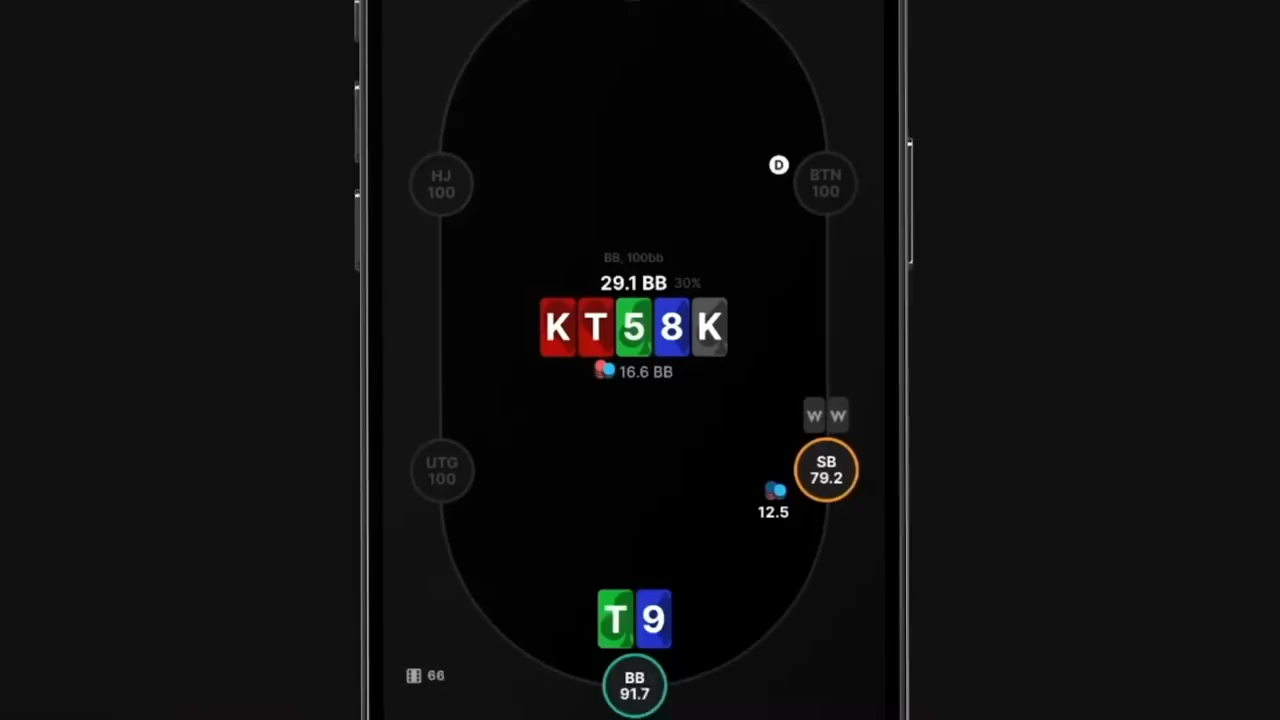 D
HJ
100
BTN
100
BB, 100bb
29.1 BB 30%
K T 5 8 K
16.6 BB
W W
UTG
100
SB
79.2
12.5
T 9
66
BB
91.7